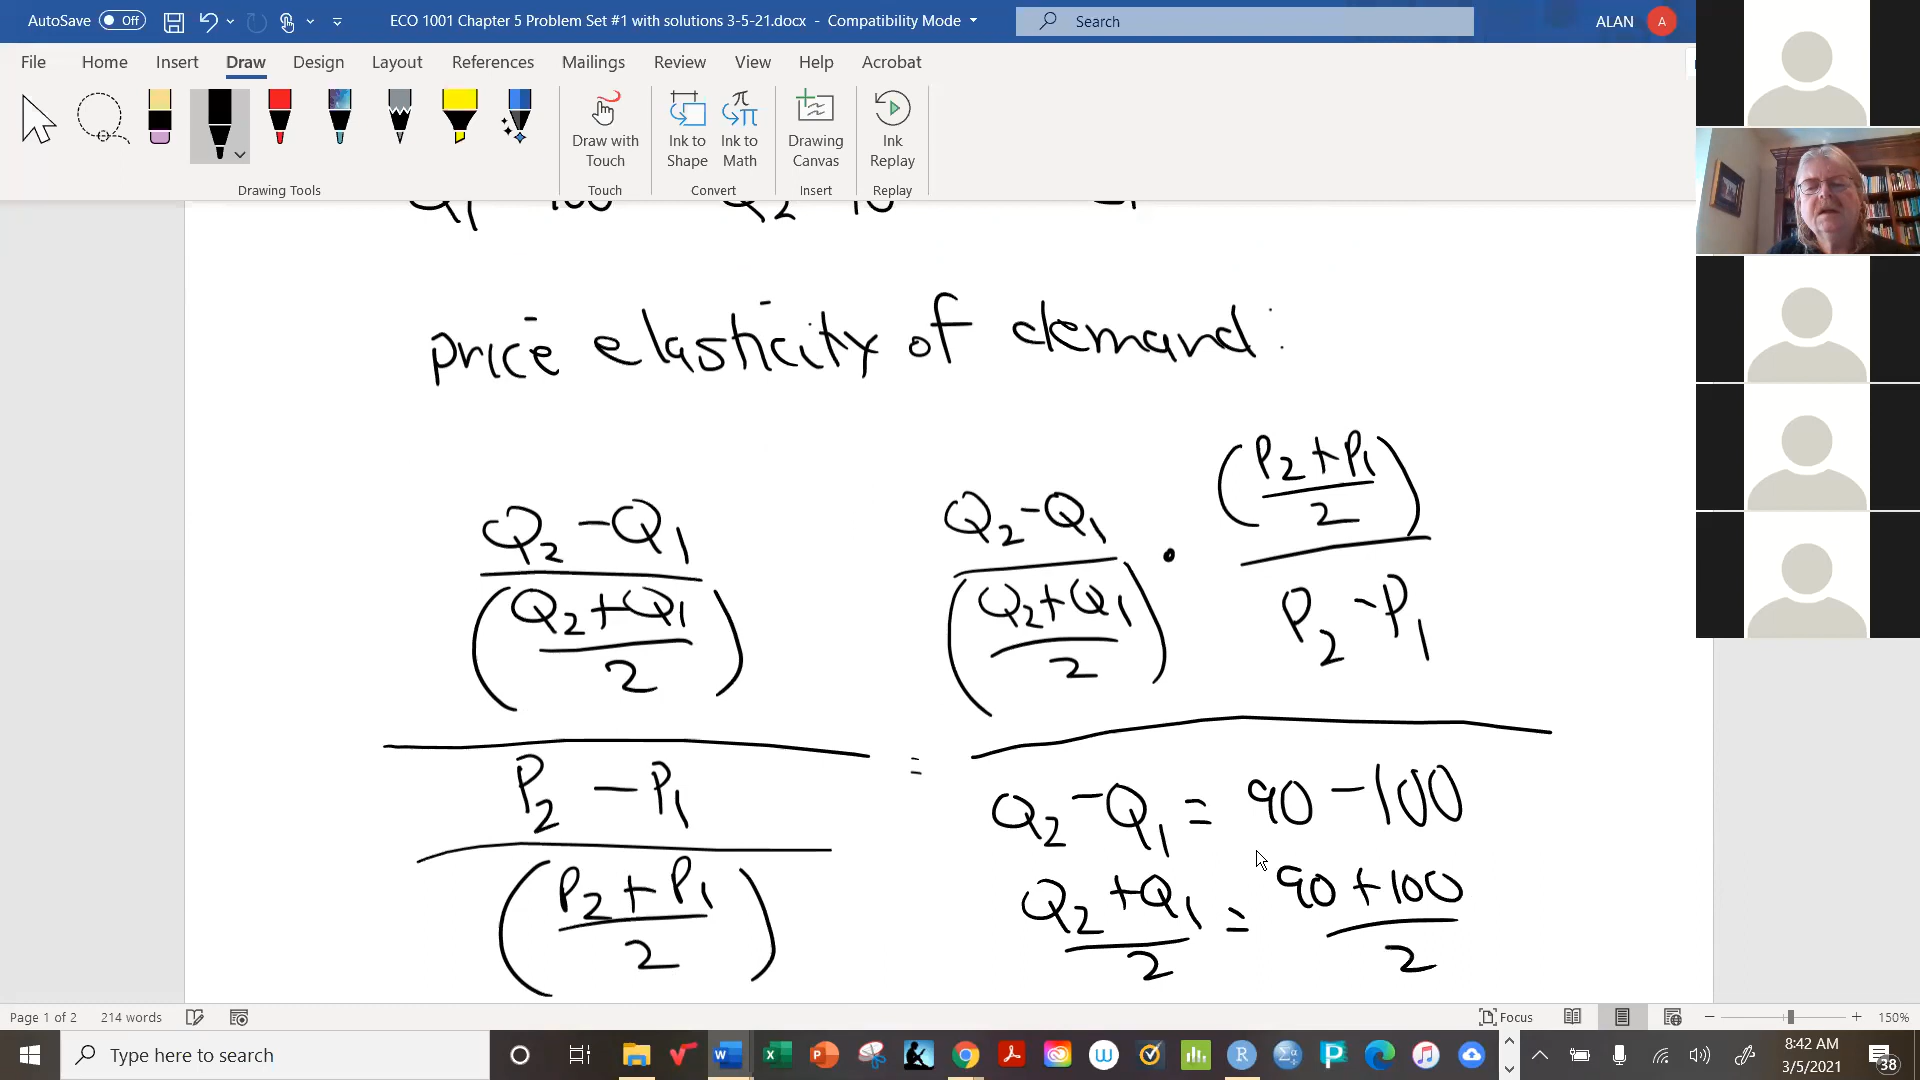 AutoSave Off ECO 1001 Chapter 5 Problem Set #1 with solutions 3-5-21.docx - Compatibility Mode Search ALAN A
File Home Insert Draw Design Layout References Mailings Review View Help Acrobat
Draw with Touch
Ink to Shape
Ink to Math
Drawing Canvas
Ink Replay
Drawing Tools Touch Convert Insert Replay
price elasticity of demand:
Q2 - Q1
(Q2 + Q1 / 2)
P2 - P1
(P2 + P1 / 2)
=
Q2 - Q1
(Q2 + Q1 / 2)
•
(P2 + P1 / 2)
P2 - P1
Q2 - Q1 = 90 - 100
Q2 + Q1 / 2 = 90 + 100 / 2
Page 1 of 2 214 words Focus 150%
Type here to search 8:42 AM
3/5/2021 38